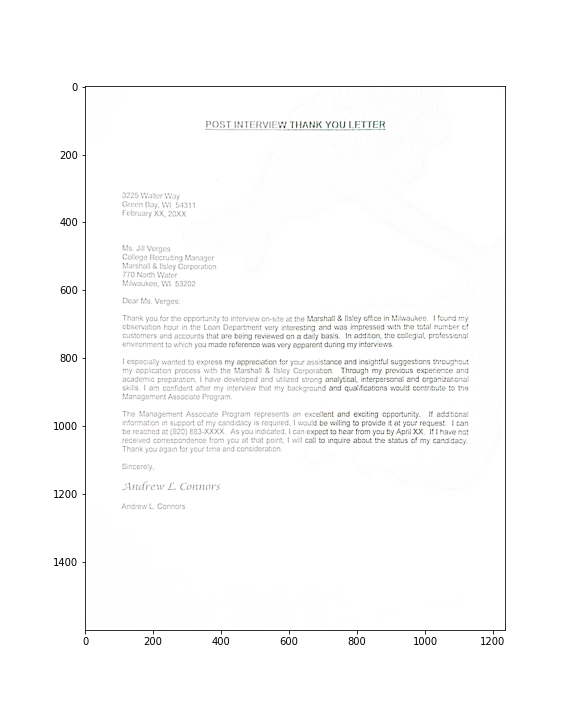 0
POST INTERVIEW THANK YOU LETTER
200
3225 Walter Way
Green Bay, WI 54311
February XX, 20XX
400
Ms. Jill Verges
College Recruiting Manager
Marshall & Ilsley Corporation
770 North Water
Milwaukee, WI 53202
600
Dear Ms. Verges:
Thank you for the opportunity to interview on-site at the Marshall & Ilsley office in Milwaukee. I found my
observation hour in the Loan Department very interesting and was impressed with the total number of
customers and accounts that are being reviewed on a daily basis. In addition, the collegial, professional
environment to which you made reference was very apparent during my interviews.
800
I especially wanted to express my appreciation for your assistance and insightful suggestions throughout
my application process with the Marshall & Ilsley Corporation. Through my previous experience and
academic preparation, I have developed and utilized strong analytical, interpersonal and organizational
skills. I am confident after my interview that my background and qualifications would contribute to the
Management Associate Program.
The Management Associate Program represents an excellent and exciting opportunity. If additional
information in support of my candidacy is required, I would be willing to provide it at your request. I can
1000
be reached at (920) 883-XXXX. As you indicated, I can expect to hear from you by April XX. If I have not
received correspondence from you at that point, I will call to inquire about the status of my candidacy.
Thank you again for your time and consideration.
Sincerely,
1200
Andrew L. Connors
Andrew L. Connors
1400
0 200 400 600 800 1000 1200